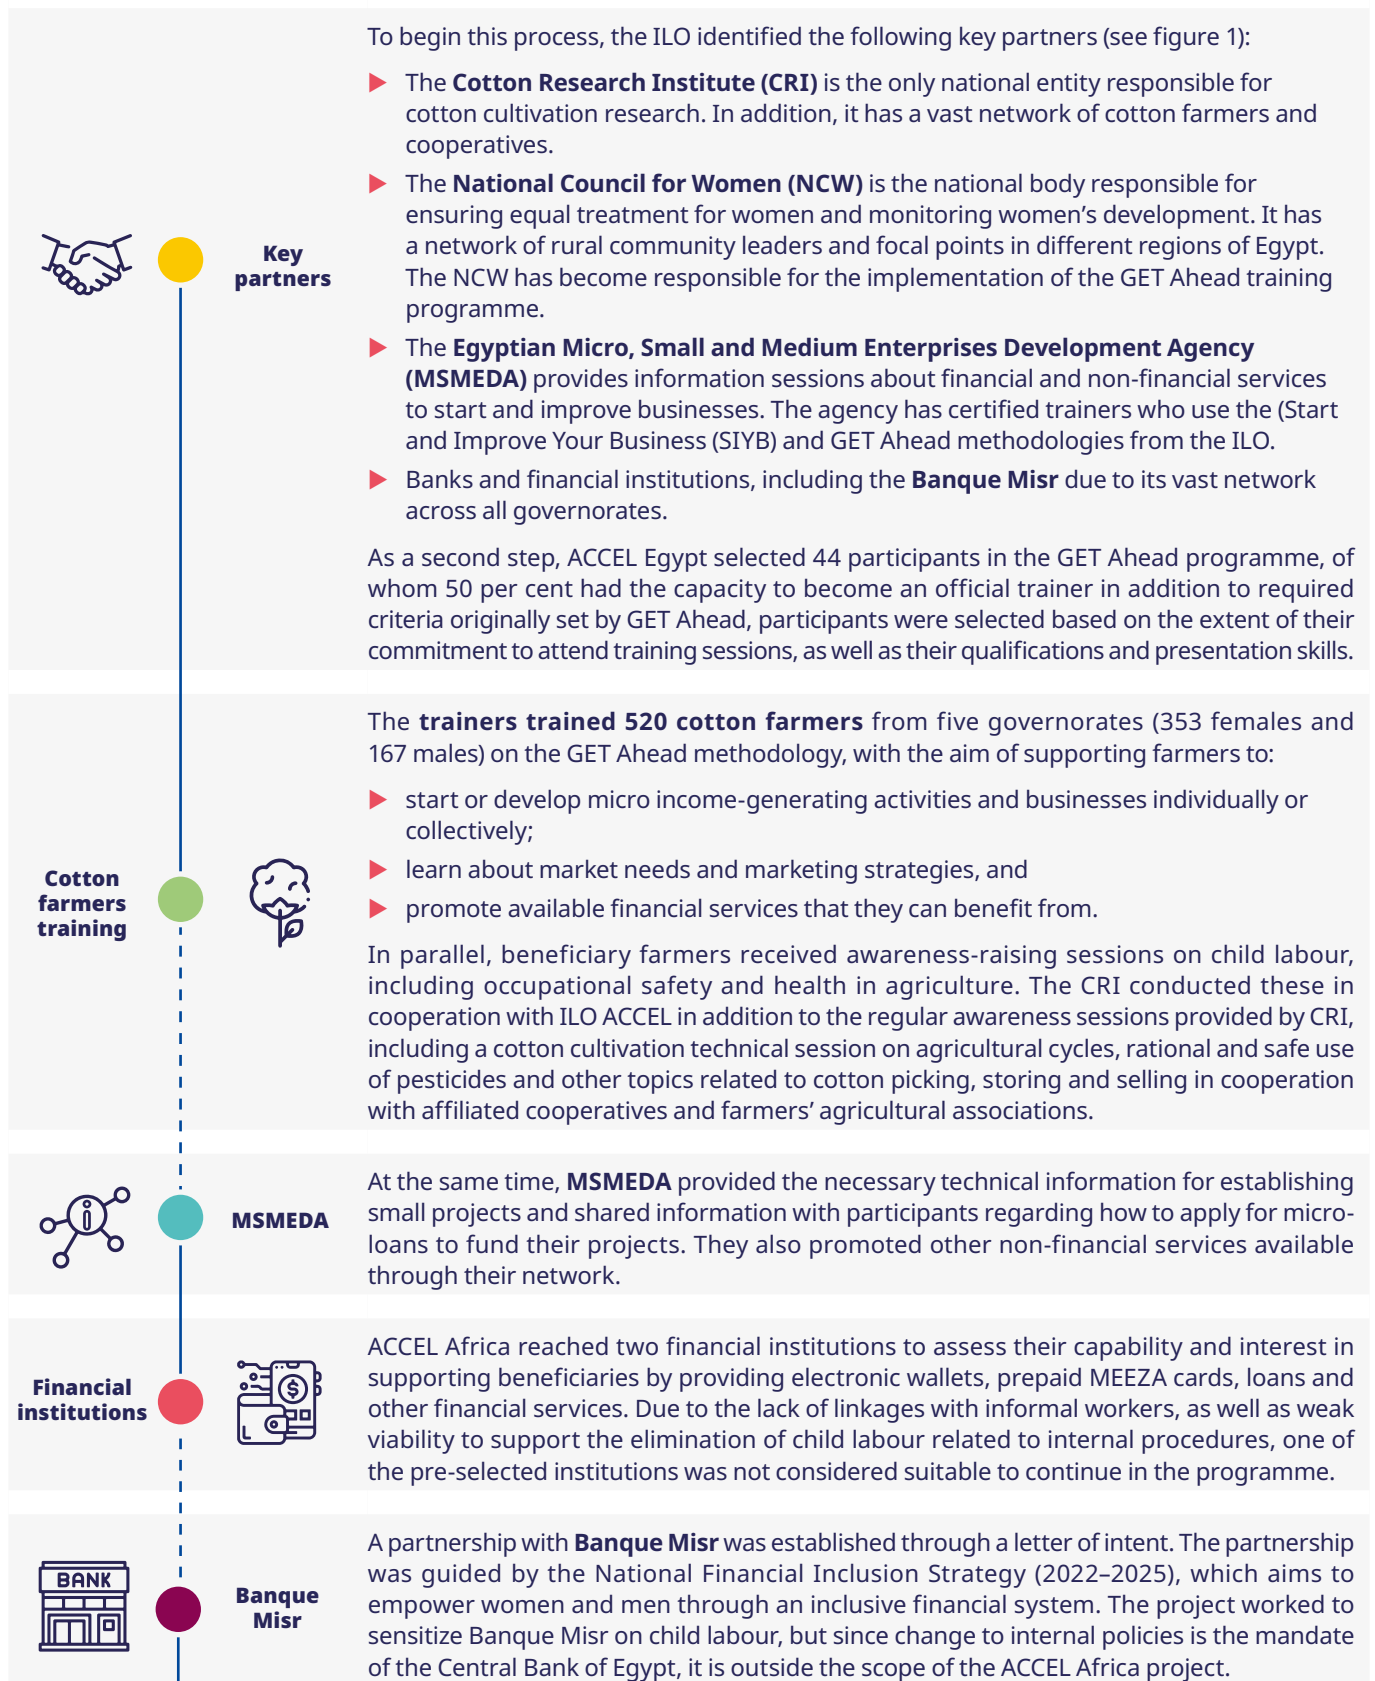 To begin this process, the ILO identified the following key partners (see figure 1):
The Cotton Research Institute (CRI) is the only national entity responsible for
cotton cultivation research. In addition, it has a vast network of cotton farmers and
cooperatives.
The National Council for Women (NCW) is the national body responsible for
ensuring equal treatment for women and monitoring women's development. It has
a network of rural community leaders and focal points in different regions of Egypt.
The NCW has become responsible for the implementation of the GET Ahead training
programme.
Key
partners
The Egyptian Micro, Small and Medium Enterprises Development Agency
(MSMEDA) provides information sessions about financial and non-financial services
to start and improve businesses. The agency has certified trainers who use the (Start
and Improve Your Business (SIYB) and GET Ahead methodologies from the ILO.
Banks and financial institutions, including the Banque Misr due to its vast network
across all governorates.
As a second step, ACCEL Egypt selected 44 participants in the GET Ahead programme, of
whom 50 per cent had the capacity to become an official trainer in addition to required
criteria originally set by GET Ahead, participants were selected based on the extent of their
commitment to attend training sessions, as well as their qualifications and presentation skills.
Cotton
farmers
training
The trainers trained 520 cotton farmers from five governorates (353 females and
167 males) on the GET Ahead methodology, with the aim of supporting farmers to:
start or develop micro income-generating activities and businesses individually or
collectively;
learn about market needs and marketing strategies, and
promote available financial services that they can benefit from.
In parallel, beneficiary farmers received awareness-raising sessions on child labour,
including occupational safety and health in agriculture. The CRI conducted these in
cooperation with ILO ACCEL in addition to the regular awareness sessions provided by CRI,
including a cotton cultivation technical session on agricultural cycles, rational and safe use
of pesticides and other topics related to cotton picking, storing and selling in cooperation
with affiliated cooperatives and farmers' agricultural associations.
MSMEDA
At the same time, MSMEDA provided the necessary technical information for establishing
small projects and shared information with participants regarding how to apply for micro-
loans to fund their projects. They also promoted other non-financial services available
through their network.
Financial
institutions
ACCEL Africa reached two financial institutions to assess their capability and interest in
supporting beneficiaries by providing electronic wallets, prepaid MEEZA cards, loans and
other financial services. Due to the lack of linkages with informal workers, as well as weak
viability to support the elimination of child labour related to internal procedures, one of
the pre-selected institutions was not considered suitable to continue in the programme.
BANK
Banque
Misr
A partnership with Banque Misr was established through a letter of intent. The partnership
was guided by the National Financial Inclusion Strategy (2022–2025), which aims to
empower women and men through an inclusive financial system. The project worked to
sensitize Banque Misr on child labour, but since change to internal policies is the mandate
of the Central Bank of Egypt, it is outside the scope of the ACCEL Africa project.